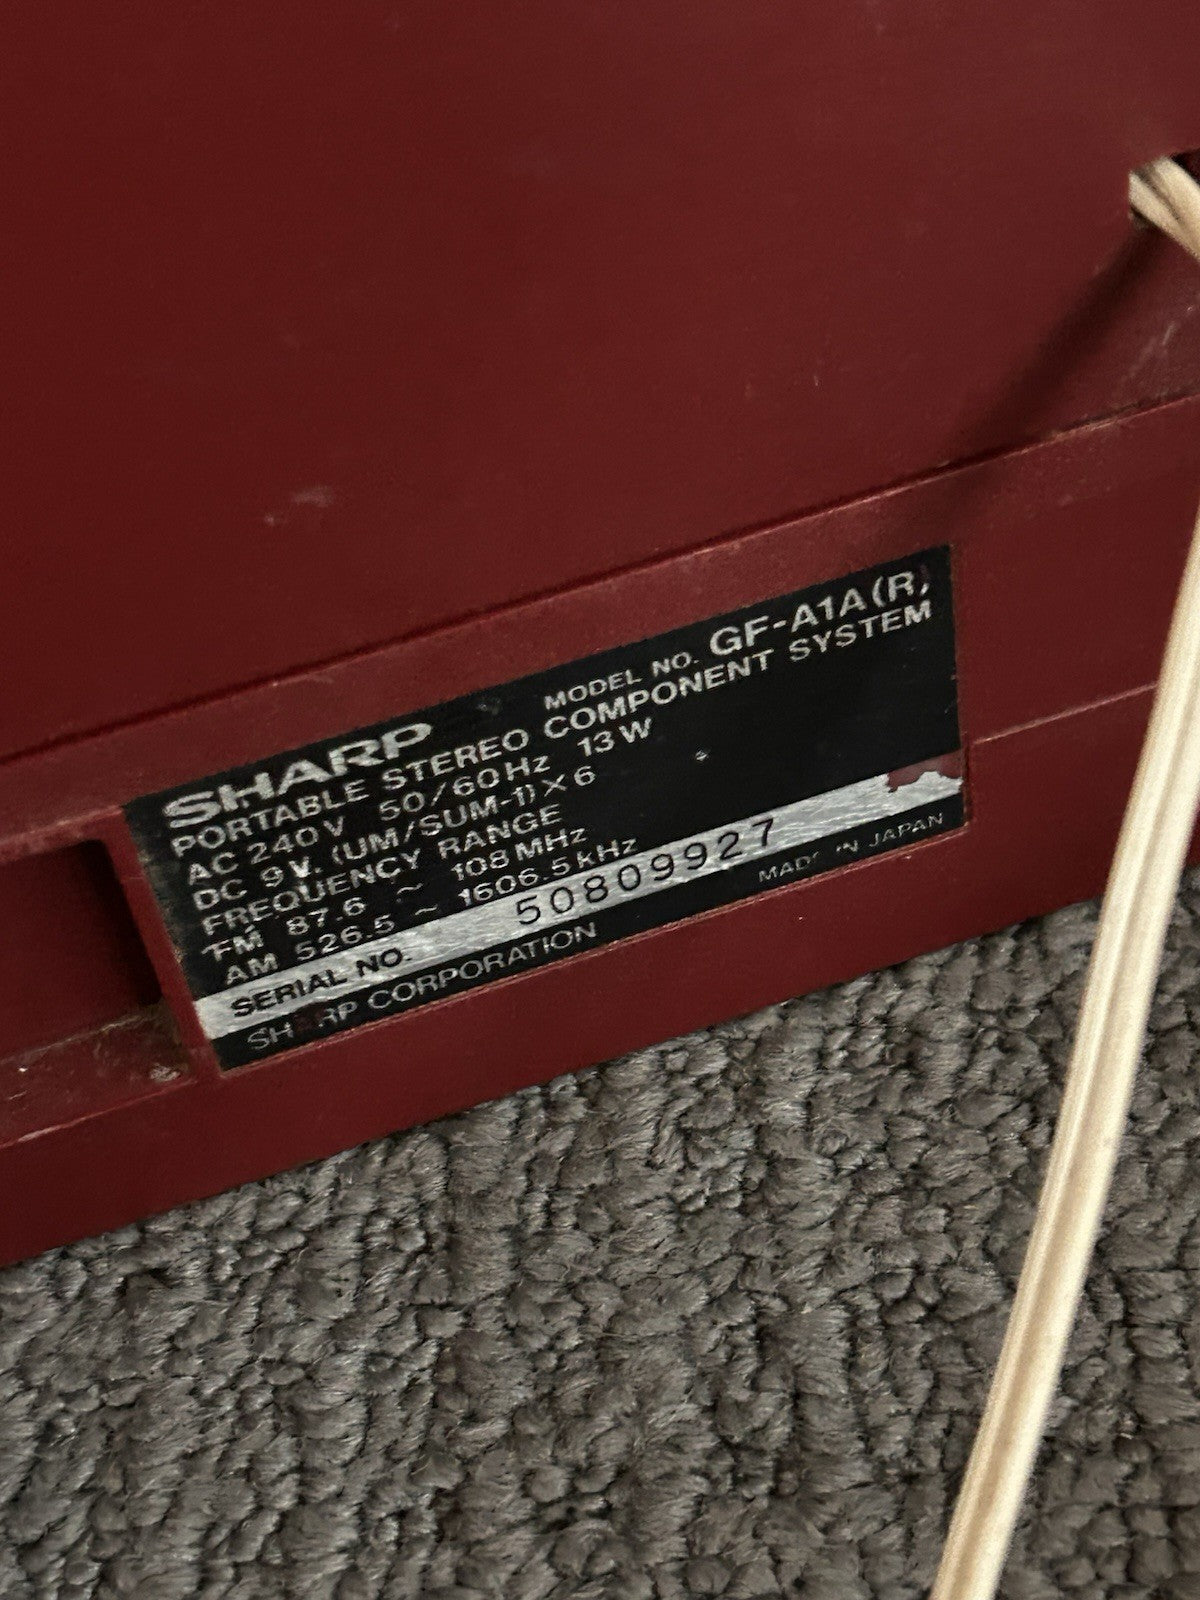 SHARP MODEL NO. GF-A1A(R)
PORTABLE STEREO COMPONENT SYSTEM
AC 240V 50/60Hz 13W
DC 9V. (UM/SUM-1) X 6
FREQUENCY RANGE
FM 87.6 ~ 108 MHz
AM 526.5 ~ 1606.5 kHz
SERIAL NO. 50809927
SHARP CORPORATION MADE IN JAPAN